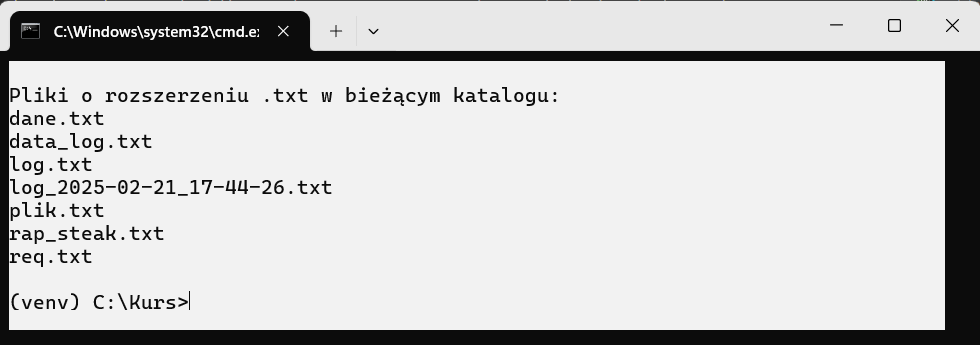 C:\Windows\system32\cmd.e
Pliki o rozszerzeniu .txt w bieżącym katalogu:
dane.txt
data_log.txt
log.txt
log_2025-02-21_17-44-26.txt
plik.txt
rap_steak.txt
req.txt
(venv) C:\Kurs>